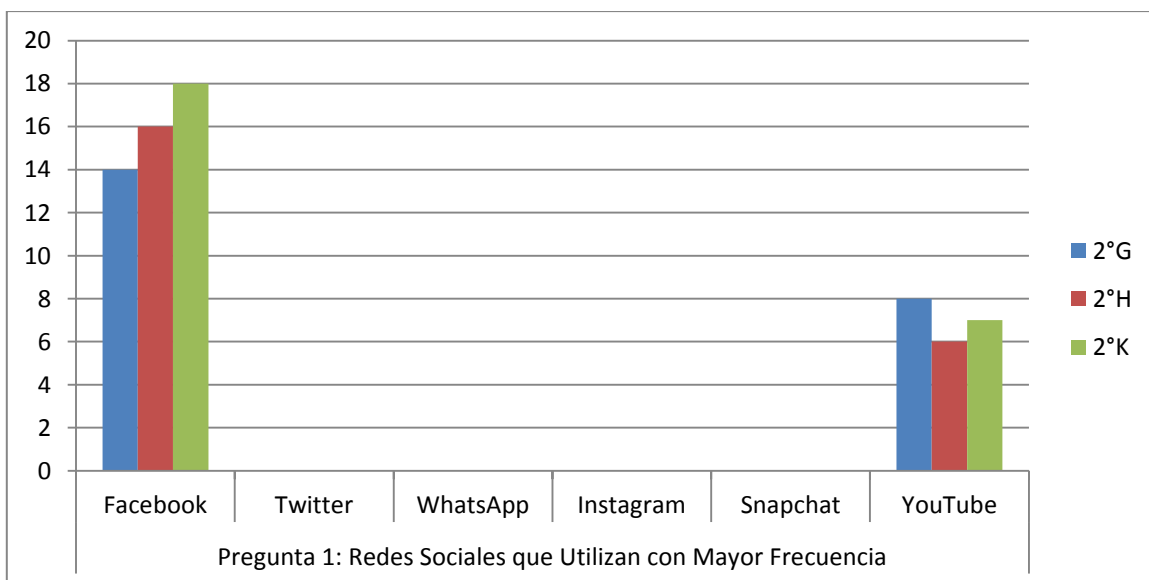 20
18
16
14
12
10
8
6
4
2
0
Facebook Twitter WhatsApp Instagram Snapchat YouTube
Pregunta 1: Redes Sociales que Utilizan con Mayor Frecuencia
2°G
2°H
2°K